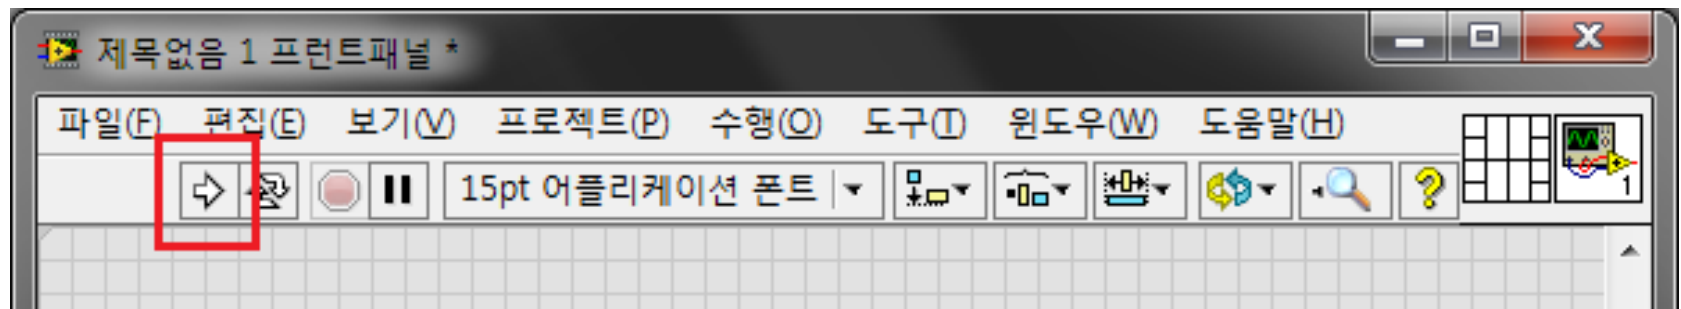 제목없음 1 프런트패널 *
파일(F) 편집(E) 보기(V) 프로젝트(P) 수행(O) 도구(T) 윈도우(W) 도움말(H)
15pt 어플리케이션 폰트
?
1